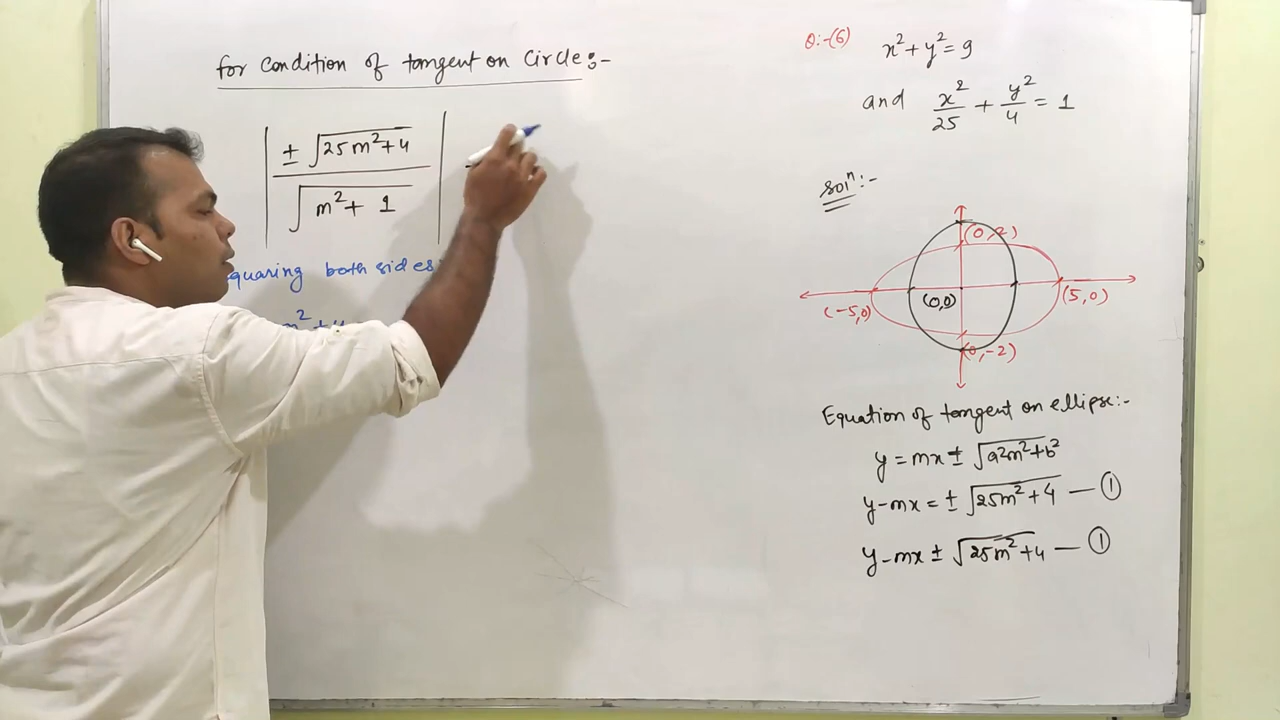 for condition of tangent on Circle:-
| ± √(25m²+4) / √(m²+ 1) |
quaring both sides
m²+4
Q:-(6) x²+y²=9
and x²/25 + y²/4 = 1
solⁿ:-
(0,2)
(-5,0) (0,0) (5,0)
(0,-2)
Equation of tangent on ellipse:-
y = mx ± √a²m²+b²
y-mx = ± √25m²+4 — ①
y-mx ± √25m²+4 — ①